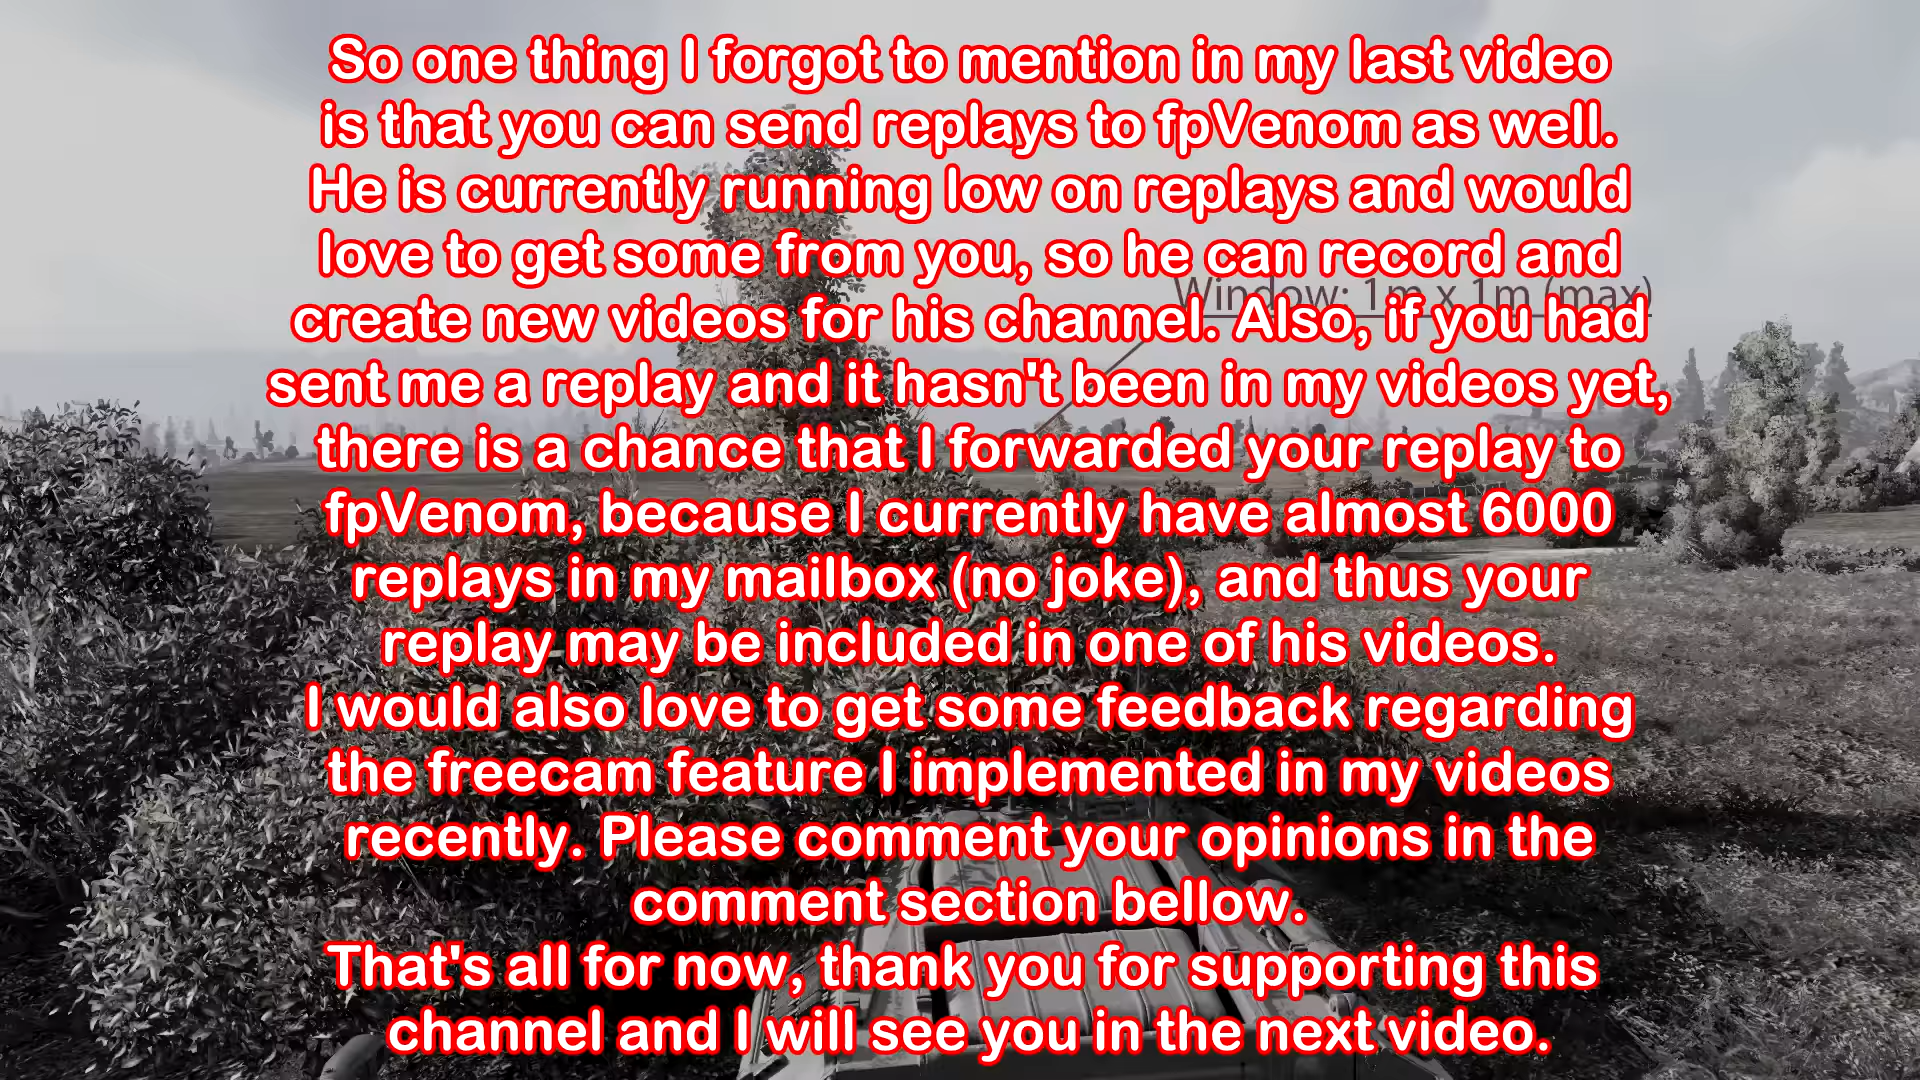 So one thing I forgot to mention in my last video
is that you can send replays to fpVenom as well.
He is currently running low on replays and would
love to get some from you, so he can record and
Window: 1m x 1m (max)
create new videos for his channel. Also, if you had
sent me a replay and it hasn't been in my videos yet,
there is a chance that I forwarded your replay to
fpVenom, because I currently have almost 6000
replays in my mailbox (no joke), and thus your
replay may be included in one of his videos.
I would also love to get some feedback regarding
the freecam feature I implemented in my videos
recently. Please comment your opinions in the
comment section bellow.
That's all for now, thank you for supporting this
channel and I will see you in the next video.